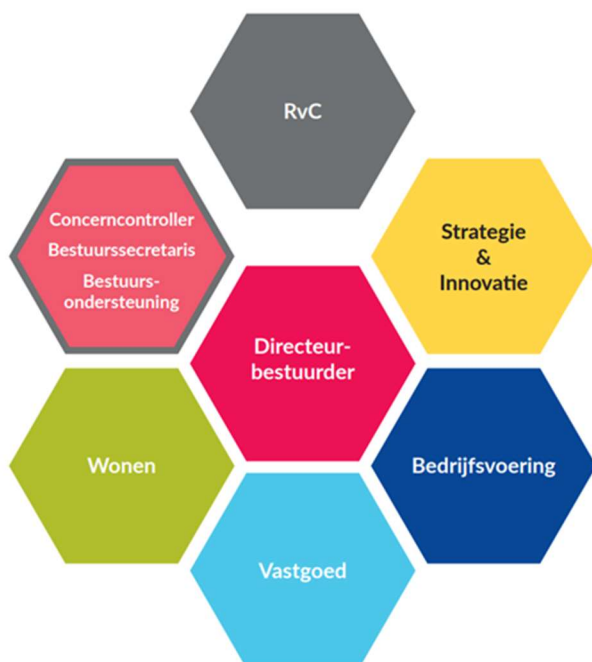 RvC
Concerncontroller
Bestuurssecretaris
Bestuurs-
ondersteuning
Strategie
&
Innovatie
Directeur-
bestuurder
Wonen
Bedrijfsvoering
Vastgoed